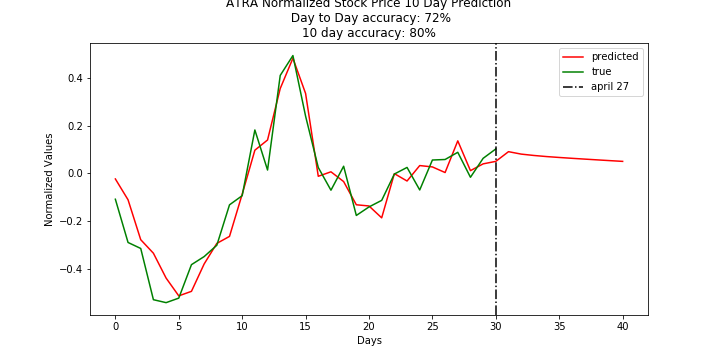 ATRA Normalized Stock Price 10 Day Prediction
Day to Day accuracy: 72%
10 day accuracy: 80%
predicted
true
april 27
Normalized Values
0.4
0.2
0.0
−0.2
−0.4
0 5 10 15 20 25 30 35 40
Days